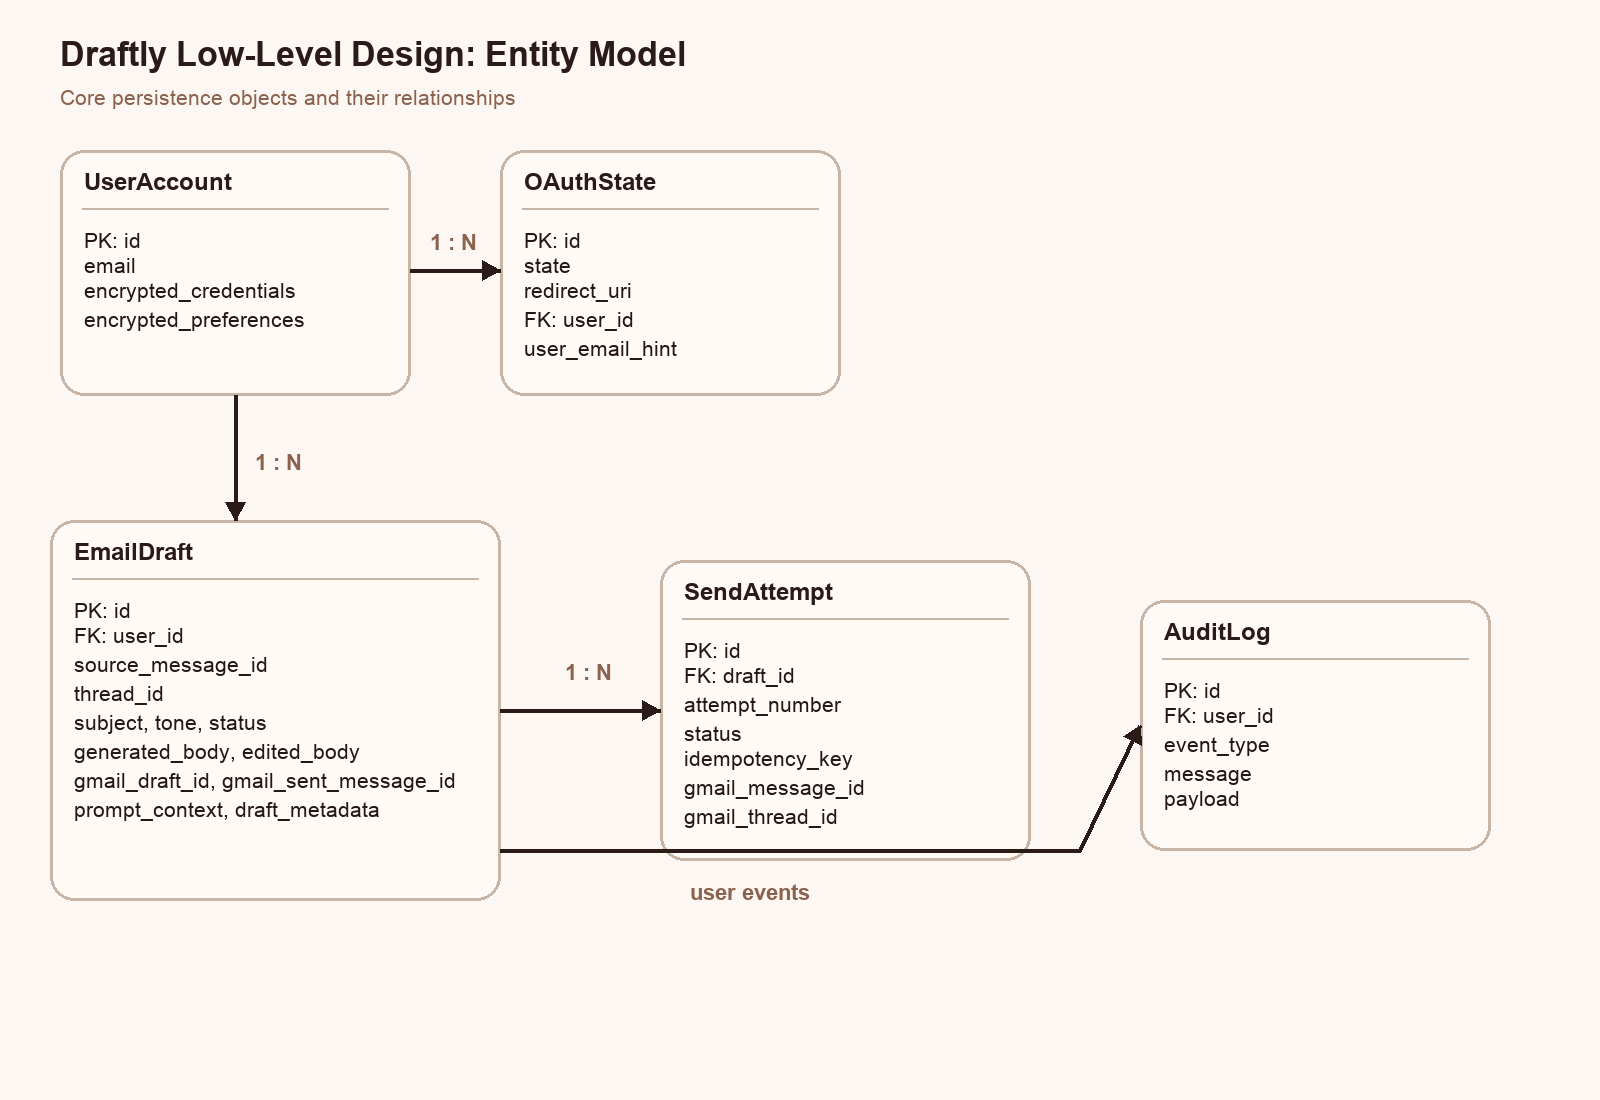 Draftly Low-Level Design: Entity Model
Core persistence objects and their relationships
UserAccount
PK: id
email
encrypted_credentials
encrypted_preferences
1 : N
OAuthState
PK: id
state
redirect_uri
FK: user_id
user_email_hint
1 : N
EmailDraft
PK: id
FK: user_id
source_message_id
thread_id
subject, tone, status
generated_body, edited_body
gmail_draft_id, gmail_sent_message_id
prompt_context, draft_metadata
1 : N
SendAttempt
PK: id
FK: draft_id
attempt_number
status
idempotency_key
gmail_message_id
gmail_thread_id
user events
AuditLog
PK: id
FK: user_id
event_type
message
payload